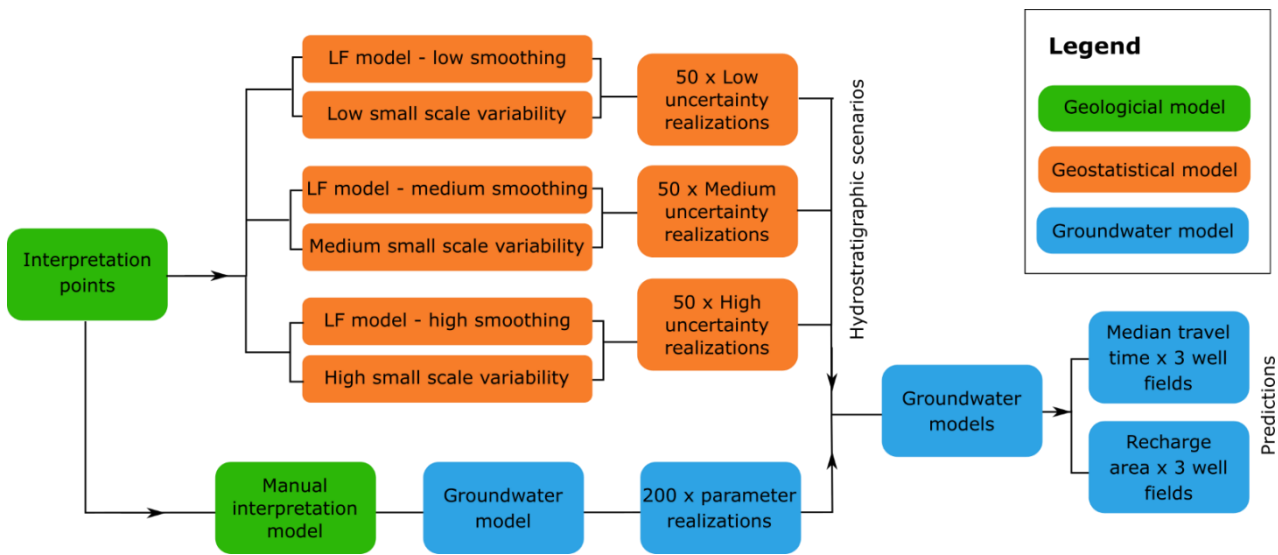 LF model - low smoothing
Low small scale variability
50 x Low
uncertainty
realizations
LF model - medium smoothing
Medium small scale variability
50 x Medium
uncertainty
realizations
Interpretation
points
LF model - high smoothing
High small scale variability
50 x High
uncertainty
realizations
Hydrostratigraphic scenarios
Manual
interpretation
model
Groundwater
model
200 x parameter
realizations
Groundwater
models
Median travel
time x 3 well
fields
Recharge
area x 3 well
fields
Predictions
Legend
Geologicial model
Geostatistical model
Groundwater model